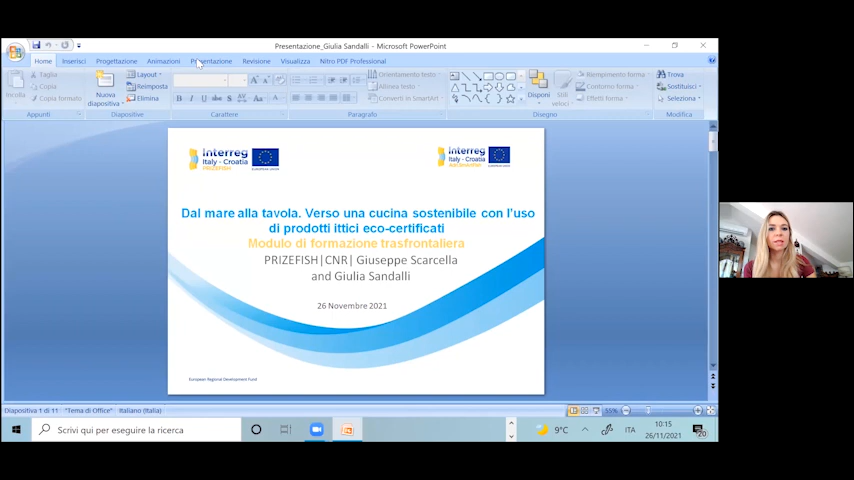 Presentazione_Giulia Sandalli - Microsoft PowerPoint
Home Inserisci Progettazione Animazioni Presentazione Revisione Visualizza Nitro PDF Professional
Taglia
Copia
Copia formato
Incolla
Appunti
Nuova
diapositiva
Layout
Reimposta
Elimina
Diapositive
Carattere
Orientamento testo
Allinea testo
Converti in SmartArt
Paragrafo
Disponi
Stili
veloci
Riempimento forma
Contorno forma
Effetti forma
Disegno
Trova
Sostituisci
Seleziona
Modifica
Interreg
Italy - Croatia
PRIZEFISH
EUROPEAN UNION
Interreg
Italy - Croatia
Dal mare alla tavola. Verso una cucina sostenibile con l'uso
di prodotti ittici eco-certificati
Modulo di formazione trasfrontaliera
PRIZEFISH|CNR| Giuseppe Scarcella
and Giulia Sandalli
26 Novembre 2021
European Regional Development Fund
Diapositiva 1 di 11 "Tema di Office" Italiano (Italia) 55%
Scrivi qui per eseguire la ricerca
9°C
ITA
10:15
26/11/2021
20